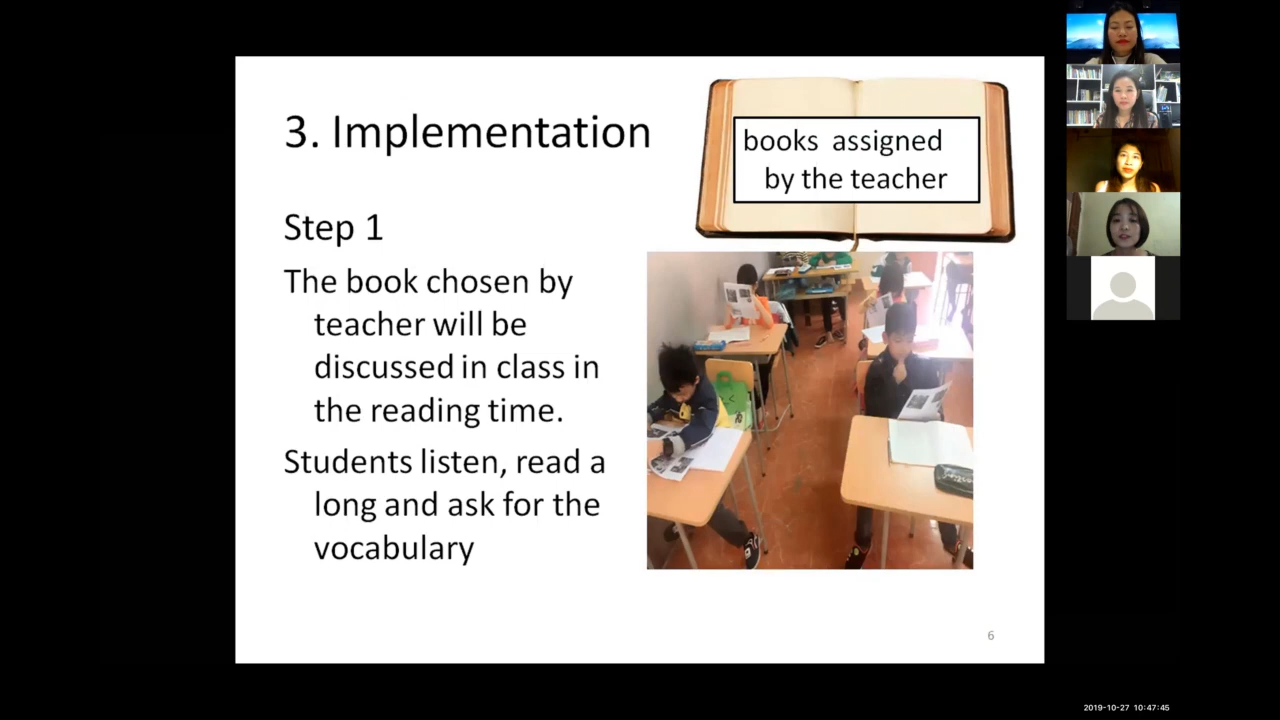 3. Implementation
books assigned
by the teacher
Step 1
The book chosen by
teacher will be
discussed in class in
the reading time.
Students listen, read a
long and ask for the
vocabulary
6
2019-10-27 10:47:45